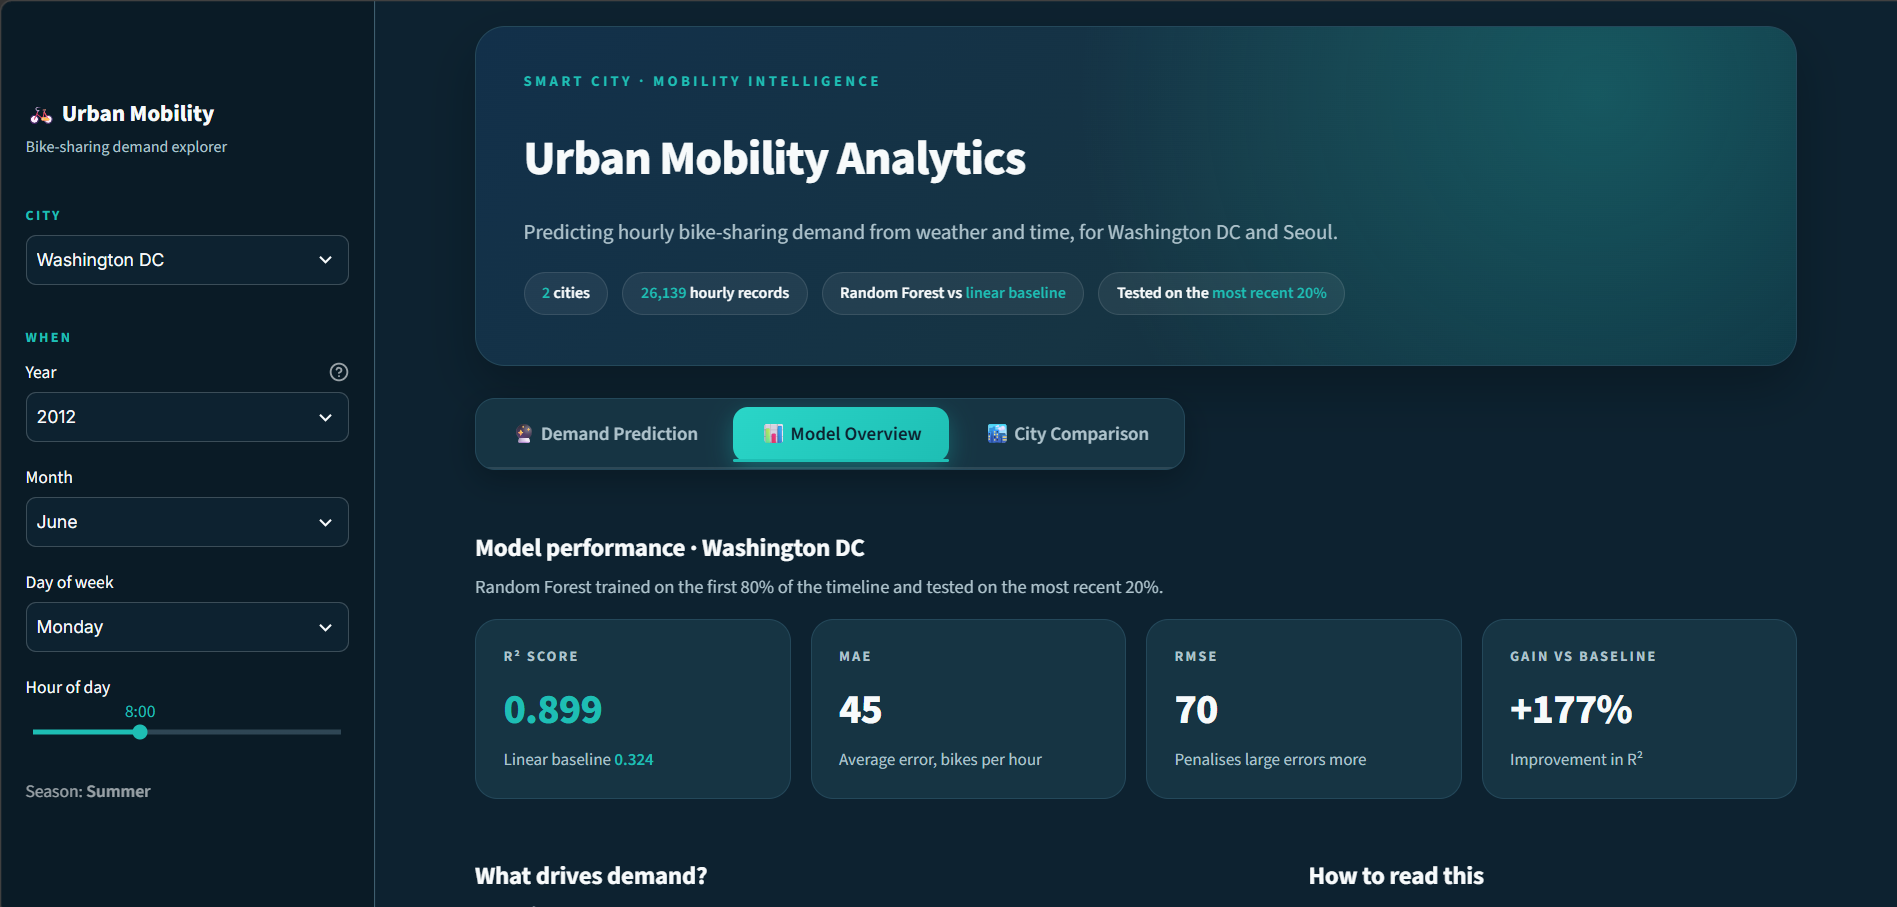 Urban Mobility
Bike-sharing demand explorer
CITY
Washington DC
WHEN
Year
2012
Month
June
Day of week
Monday
Hour of day
8:00
Season: Summer
SMART CITY · MOBILITY INTELLIGENCE
Urban Mobility Analytics
Predicting hourly bike-sharing demand from weather and time, for Washington DC and Seoul.
2 cities
26,139 hourly records
Random Forest vs linear baseline
Tested on the most recent 20%
Demand Prediction
Model Overview
City Comparison
Model performance · Washington DC
Random Forest trained on the first 80% of the timeline and tested on the most recent 20%.
R² SCORE
0.899
Linear baseline 0.324
MAE
45
Average error, bikes per hour
RMSE
70
Penalises large errors more
GAIN VS BASELINE
+177%
Improvement in R²
What drives demand?
How to read this